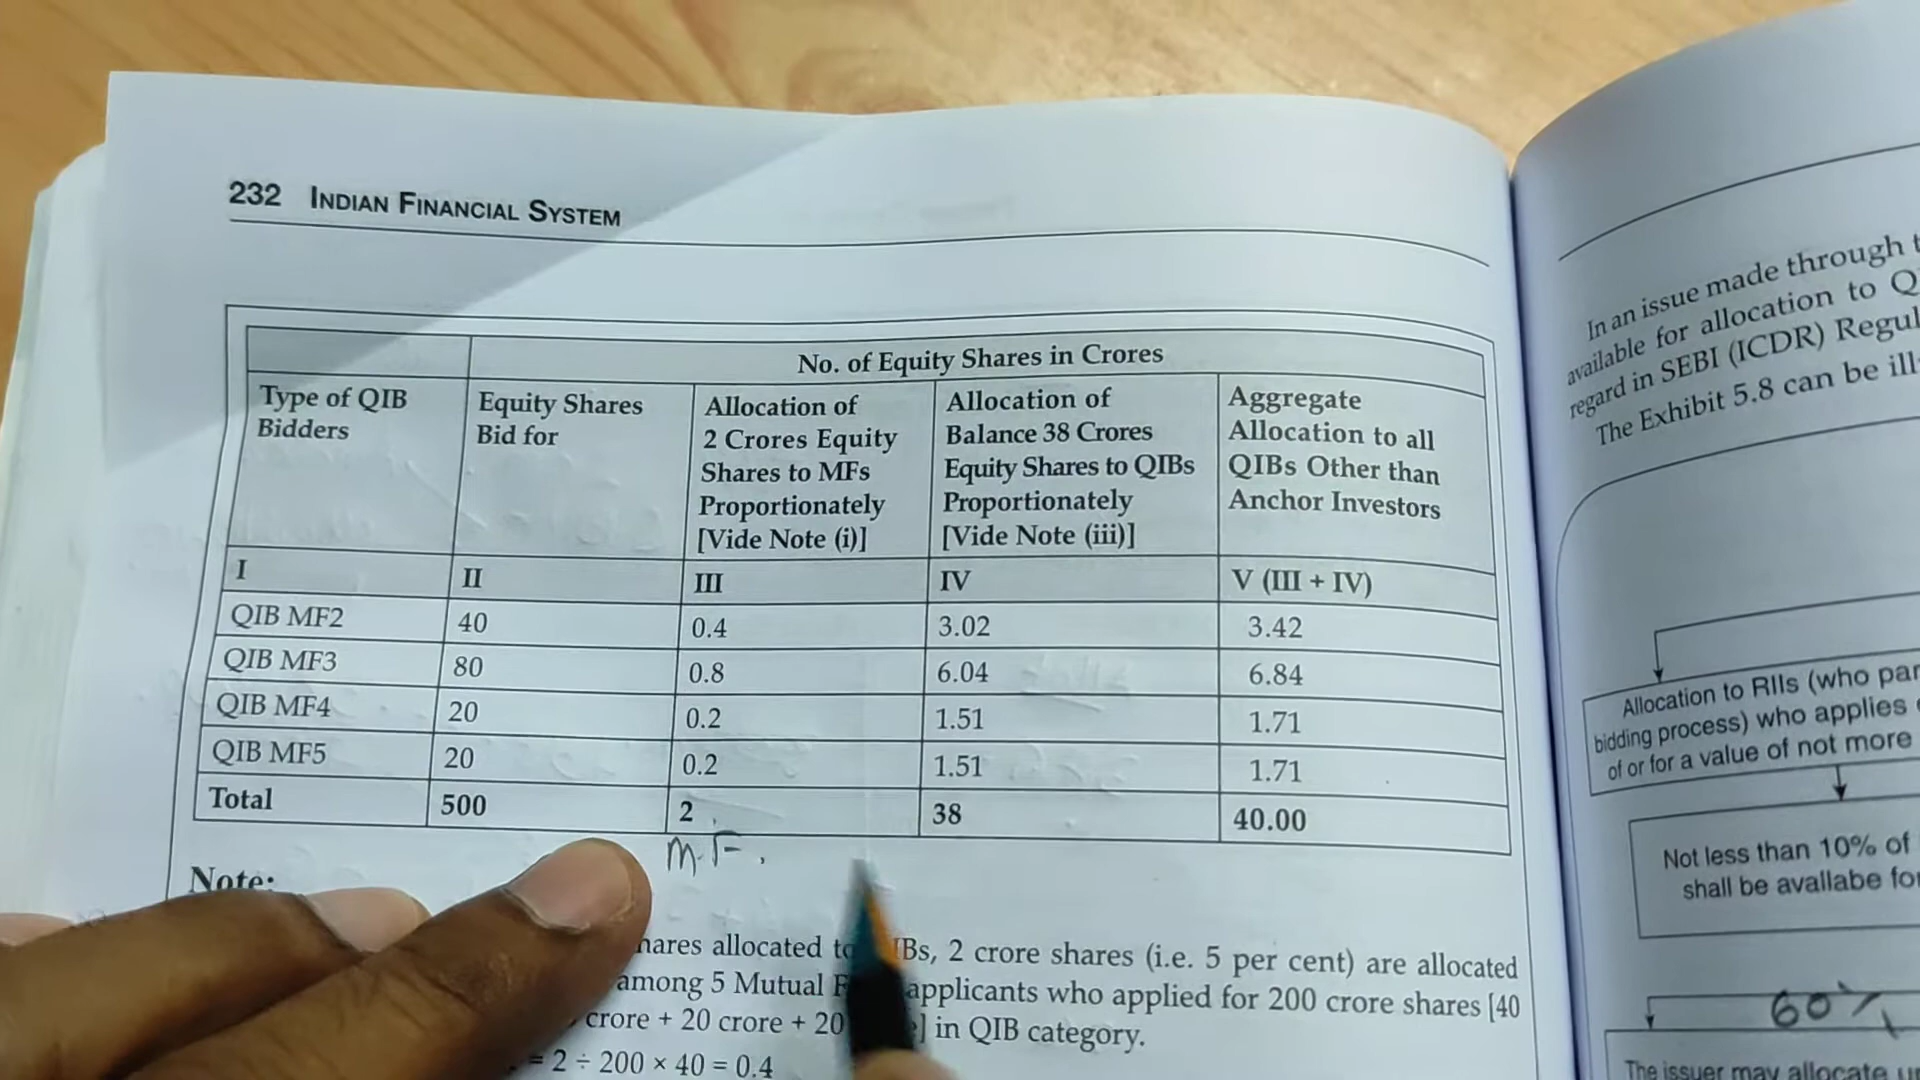 232 INDIAN FINANCIAL SYSTEM
No. of Equity Shares in Crores
Type of QIB Bidders
Equity Shares Bid for
Allocation of 2 Crores Equity Shares to MFs Proportionately [Vide Note (i)]
Allocation of Balance 38 Crores Equity Shares to QIBs Proportionately [Vide Note (iii)]
Aggregate Allocation to all QIBs Other than Anchor Investors
I II III IV V (III + IV)
QIB MF2 40 0.4 3.02 3.42
QIB MF3 80 0.8 6.04 6.84
QIB MF4 20 0.2 1.51 1.71
QIB MF5 20 0.2 1.51 1.71
Total 500 2 38 40.00
M.F.
Note:
allocated to IBs, 2 crore shares (i.e. 5 per cent) are allocated
among 5 Mutual applicants who applied for 200 crore shares [40
crore + 20 crore + 20 ] in QIB category.
= 2 ÷ 200 × 40 = 0.4
In an issue made through
available for allocation to
regard in SEBI (ICDR)
The Exhibit 5.8 can be
Allocation to RIIs (who
bidding process) who applies
of or for a value of not more
Not less than 10% of
shall be availabe
60%
The issuer may allocate